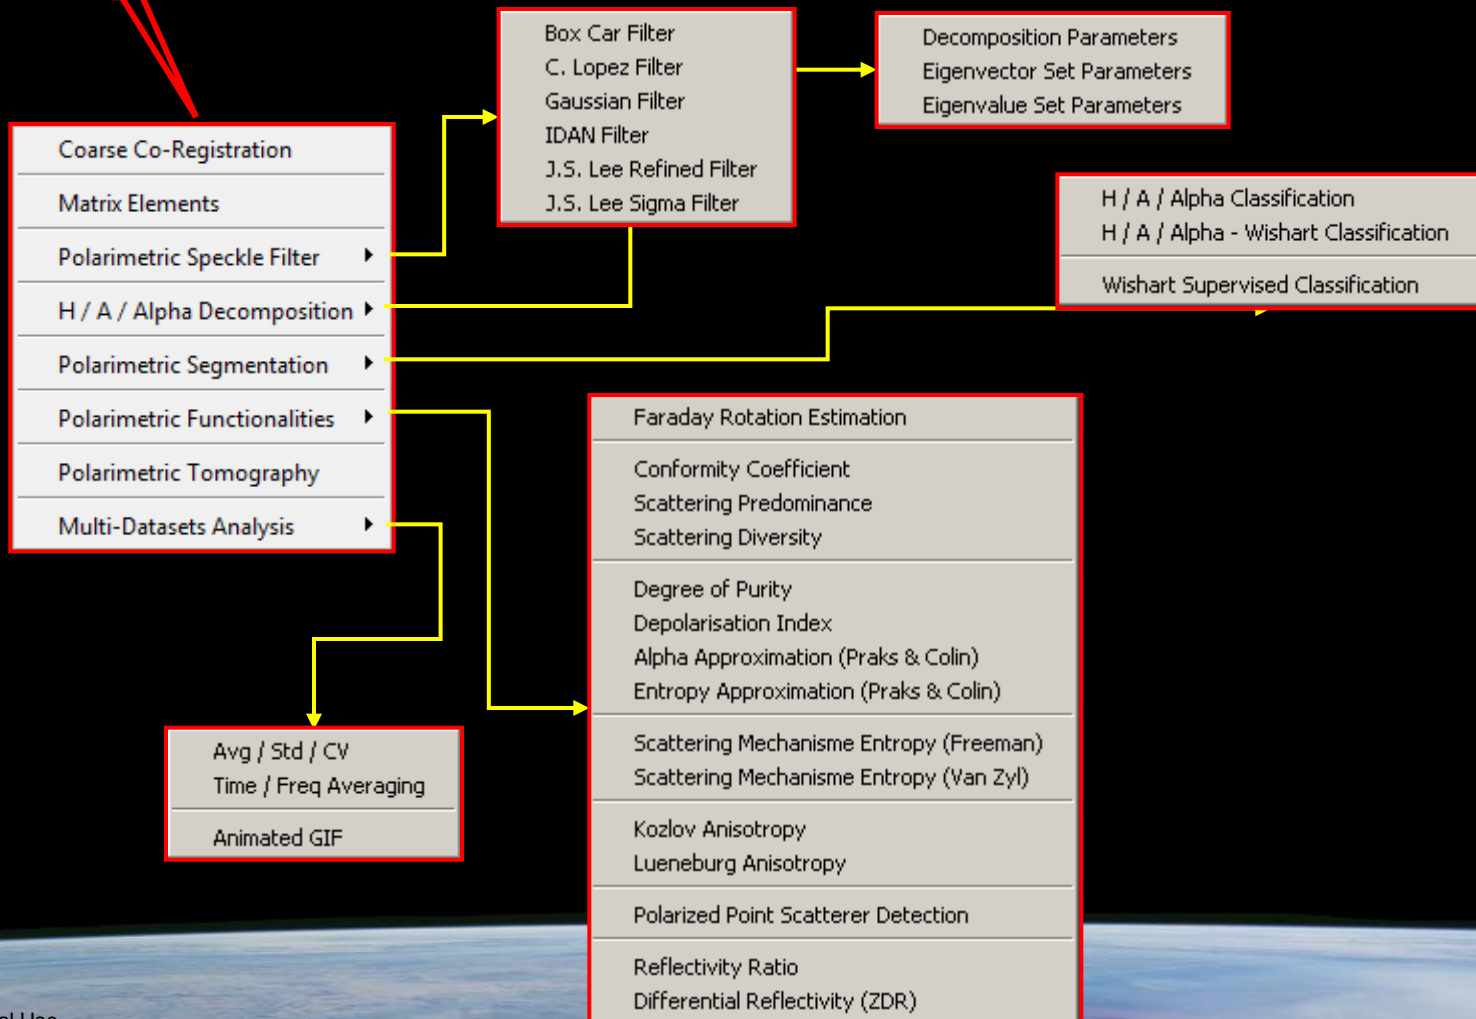 Coarse Co-Registration
Matrix Elements
Polarimetric Speckle Filter
H / A / Alpha Decomposition
Polarimetric Segmentation
Polarimetric Functionalities
Polarimetric Tomography
Multi-Datasets Analysis
Box Car Filter
C. Lopez Filter
Gaussian Filter
IDAN Filter
J.S. Lee Refined Filter
J.S. Lee Sigma Filter
Decomposition Parameters
Eigenvector Set Parameters
Eigenvalue Set Parameters
H / A / Alpha Classification
H / A / Alpha - Wishart Classification
Wishart Supervised Classification
Faraday Rotation Estimation
Conformity Coefficient
Scattering Predominance
Scattering Diversity
Degree of Purity
Depolarisation Index
Alpha Approximation (Praks & Colin)
Entropy Approximation (Praks & Colin)
Scattering Mechanisme Entropy (Freeman)
Scattering Mechanisme Entropy (Van Zyl)
Kozlov Anisotropy
Lueneburg Anisotropy
Polarized Point Scatterer Detection
Reflectivity Ratio
Differential Reflectivity (ZDR)
Avg / Std / CV
Time / Freq Averaging
Animated GIF